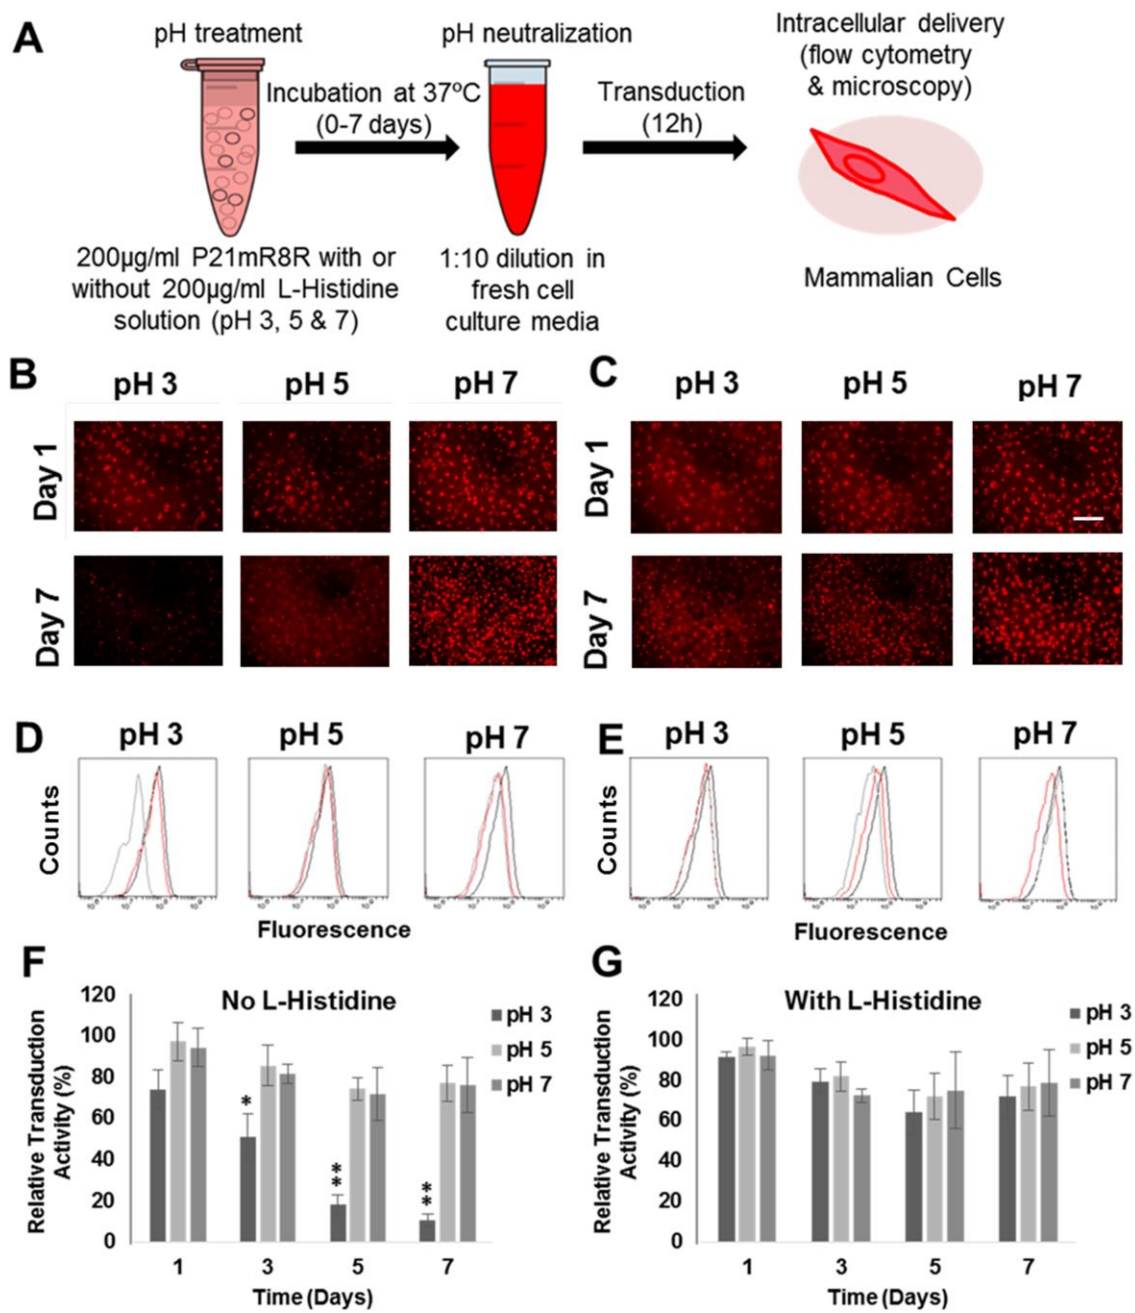 A
pH treatment
Incubation at 37ºC
(0-7 days)
200µg/ml P21mR8R with or
without 200µg/ml L-Histidine
solution (pH 3, 5 & 7)
pH neutralization
1:10 dilution in
fresh cell
culture media
Transduction
(12h)
Intracellular delivery
(flow cytometry
& microscopy)
Mammalian Cells
B
pH 3
pH 5
pH 7
Day 1
Day 7
C
pH 3
pH 5
pH 7
Day 1
Day 7
D
pH 3
pH 5
pH 7
Counts
Fluorescence
E
pH 3
pH 5
pH 7
Counts
Fluorescence
F
No L-Histidine
Relative Transduction
Activity (%)
120
100
80
60
40
20
0
*
**
**
1
3
5
7
Time (Days)
pH 3
pH 5
pH 7
G
With L-Histidine
Relative Transduction
Activity (%)
120
100
80
60
40
20
0
1
3
5
7
Time (Days)
pH 3
pH 5
pH 7